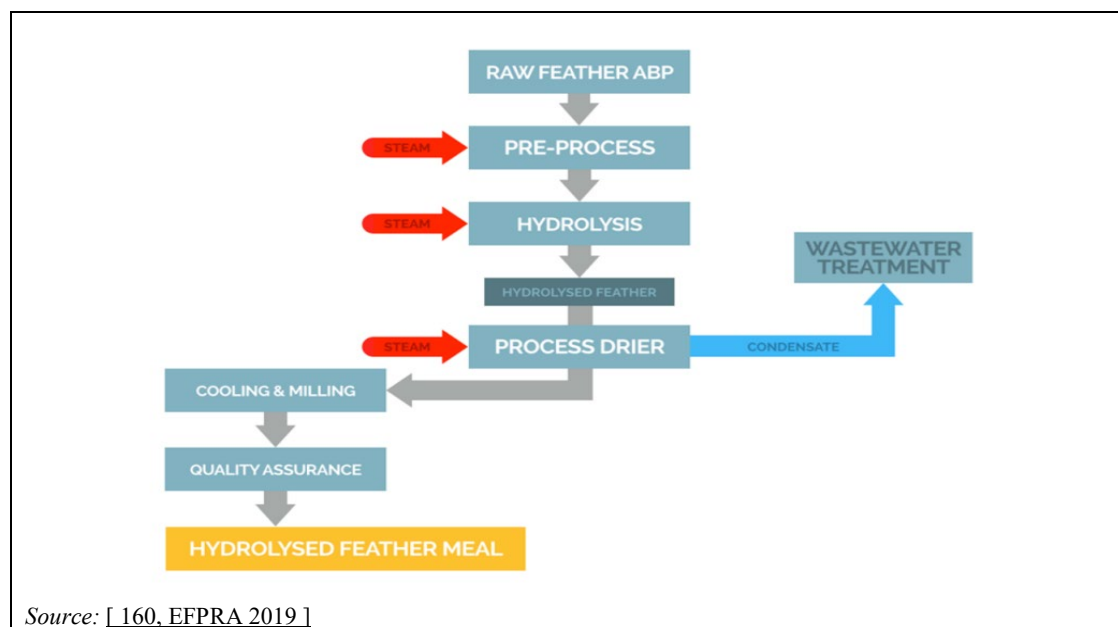 RAW FEATHER ABP
STEAM
PRE-PROCESS
STEAM
HYDROLYSIS
HYDROLYSED FEATHER
WASTEWATER
TREATMENT
STEAM
PROCESS DRIER
CONDENSATE
COOLING & MILLING
QUALITY ASSURANCE
HYDROLYSED FEATHER MEAL
Source: [ 160, EFPRA 2019 ]